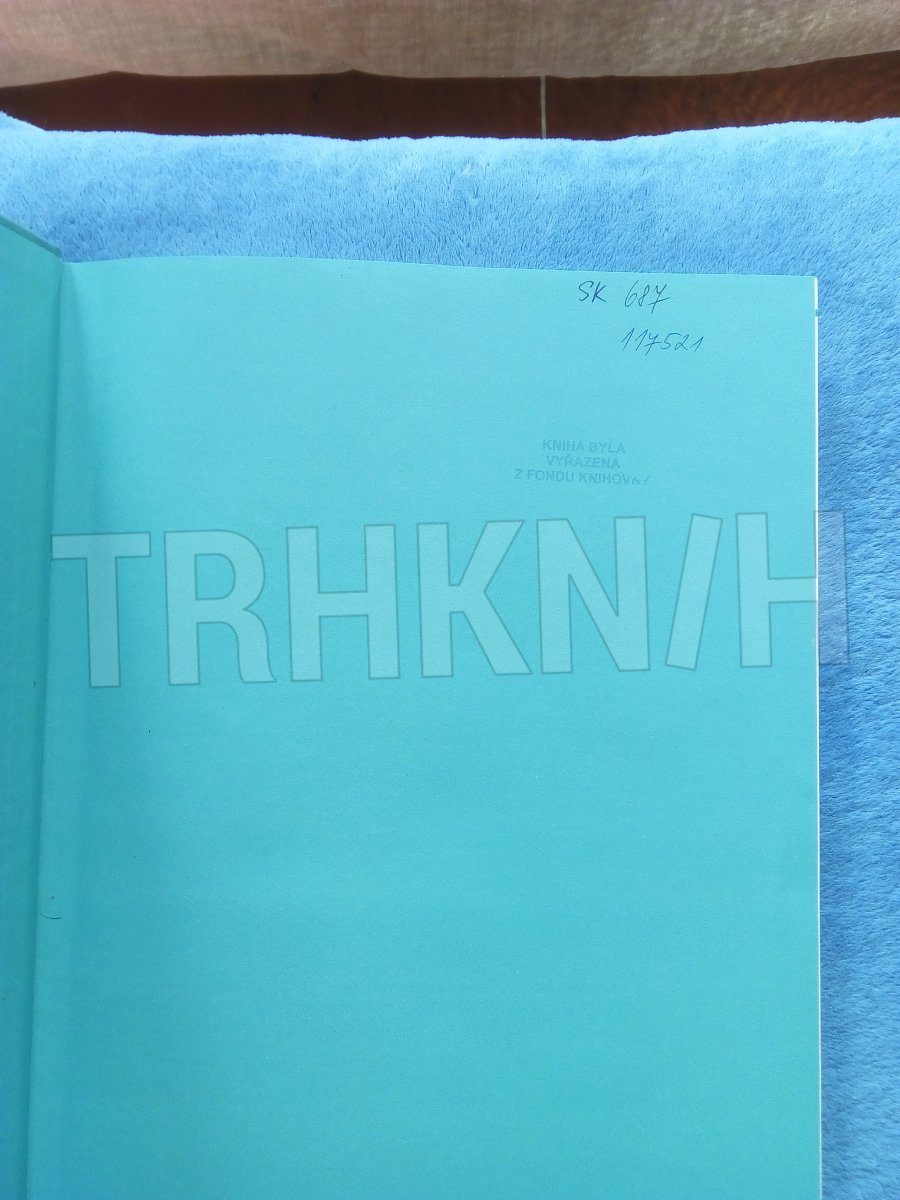 SK 687
117521
KNIHA BYLA
VYŘAZENA
Z FONDU KNIHOVNY
TRHKN/H